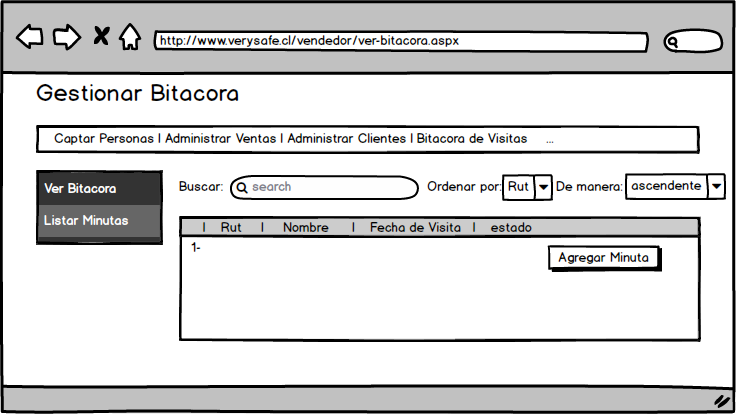 http://www.verysafe.cl/vendedor/ver-bitacora.aspx
Gestionar Bitacora
Captar Personas | Administrar Ventas | Administrar Clientes | Bitacora de Visitas ...
Ver Bitacora
Listar Minutas
Buscar: search Ordenar por: Rut De manera: ascendente
| Rut | Nombre | Fecha de Visita | estado
1-
Agregar Minuta